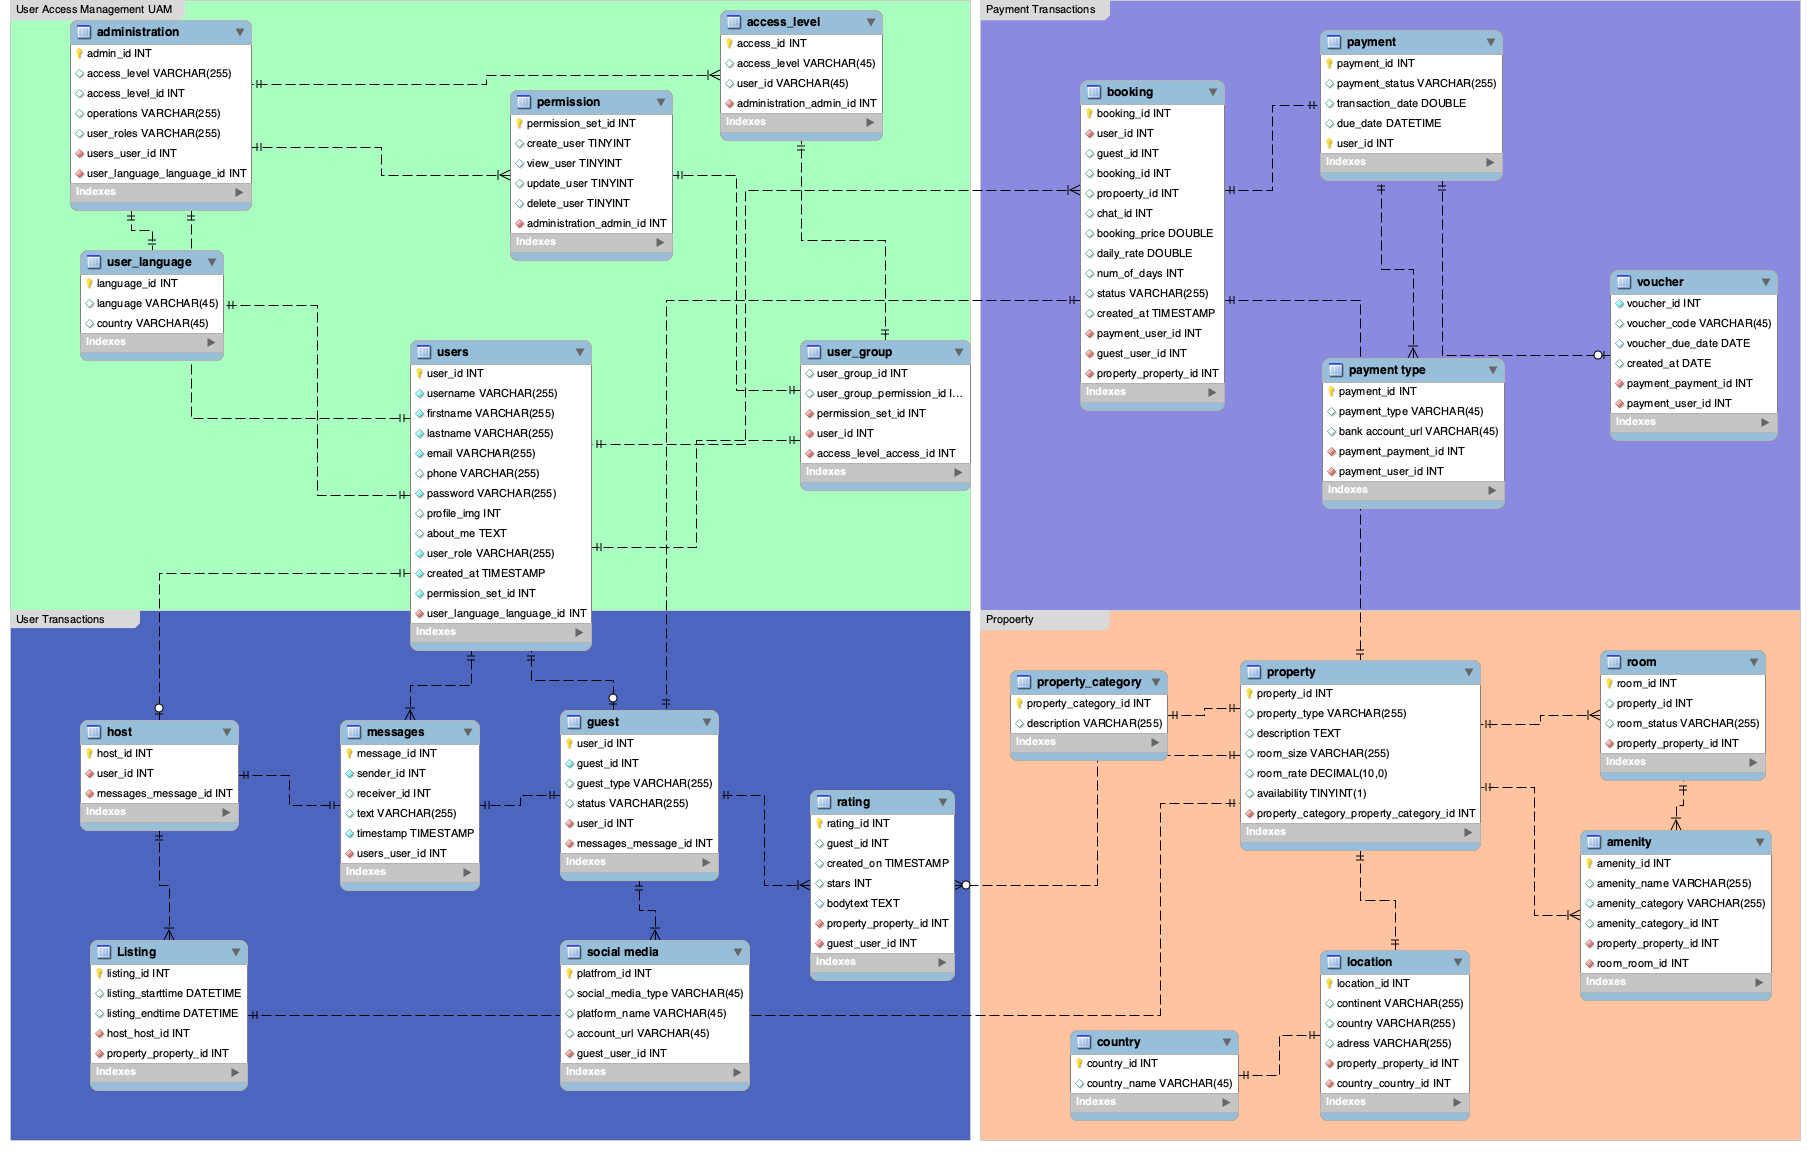 User Access Management UAM
administration
admin_id INT
access_level VARCHAR(255)
access_level_id INT
operations VARCHAR(255)
user_roles VARCHAR(255)
users_user_id INT
user_language_language_id INT
Indexes
access_level
access_id INT
access_level VARCHAR(45)
user_id VARCHAR(45)
administration_admin_id INT
Indexes
permission
permission_set_id INT
create_user TINYINT
view_user TINYINT
update_user TINYINT
delete_user TINYINT
administration_admin_id INT
Indexes
user_language
language_id INT
language VARCHAR(45)
country VARCHAR(45)
Indexes
users
user_id INT
username VARCHAR(255)
firstname VARCHAR(255)
lastname VARCHAR(255)
email VARCHAR(255)
phone VARCHAR(255)
password VARCHAR(255)
profile_img INT
about_me TEXT
user_role VARCHAR(255)
created_at TIMESTAMP
permission_set_id INT
user_language_language_id INT
Indexes
user_group
user_group_id INT
user_group_permission_id I...
permission_set_id INT
user_id INT
access_level_access_id INT
Indexes
Payment Transactions
booking
booking_id INT
user_id INT
guest_id INT
booking_id INT
propoerty_id INT
chat_id INT
booking_price DOUBLE
daily_rate DOUBLE
num_of_days INT
status VARCHAR(255)
created_at TIMESTAMP
payment_user_id INT
guest_user_id INT
property_property_id INT
Indexes
payment
payment_id INT
payment_status VARCHAR(255)
transaction_date DOUBLE
due_date DATETIME
user_id INT
Indexes
voucher
voucher_id INT
voucher_code VARCHAR(45)
voucher_due_date DATE
created_at DATE
payment_payment_id INT
payment_user_id INT
Indexes
payment type
payment_id INT
payment_type VARCHAR(45)
bank account_url VARCHAR(45)
payment_payment_id INT
payment_user_id INT
Indexes
User Transactions
host
host_id INT
user_id INT
messages_message_id INT
Indexes
messages
message_id INT
sender_id INT
receiver_id INT
text VARCHAR(255)
timestamp TIMESTAMP
users_user_id INT
Indexes
guest
user_id INT
guest_id INT
guest_type VARCHAR(255)
status VARCHAR(255)
user_id INT
messages_message_id INT
Indexes
rating
rating_id INT
guest_id INT
created_on TIMESTAMP
stars INT
bodytext TEXT
property_property_id INT
guest_user_id INT
Indexes
Listing
listing_id INT
listing_starttime DATETIME
listing_endtime DATETIME
host_host_id INT
property_property_id INT
Indexes
social media
platfrom_id INT
social_media_type VARCHAR(45)
platform_name VARCHAR(45)
account_url VARCHAR(45)
guest_user_id INT
Indexes
Propoerty
property_category
property_category_id INT
description VARCHAR(255)
Indexes
property
property_id INT
property_type VARCHAR(255)
description TEXT
room_size VARCHAR(255)
room_rate DECIMAL(10,0)
availability TINYINT(1)
property_category_property_category_id INT
Indexes
room
room_id INT
property_id INT
room_status VARCHAR(255)
property_property_id INT
Indexes
amenity
amenity_id INT
amenity_name VARCHAR(255)
amenity_category VARCHAR(255)
amenity_category_id INT
property_property_id INT
room_room_id INT
Indexes
location
location_id INT
continent VARCHAR(255)
country VARCHAR(255)
adress VARCHAR(255)
property_property_id INT
country_country_id INT
Indexes
country
country_id INT
country_name VARCHAR(45)
Indexes